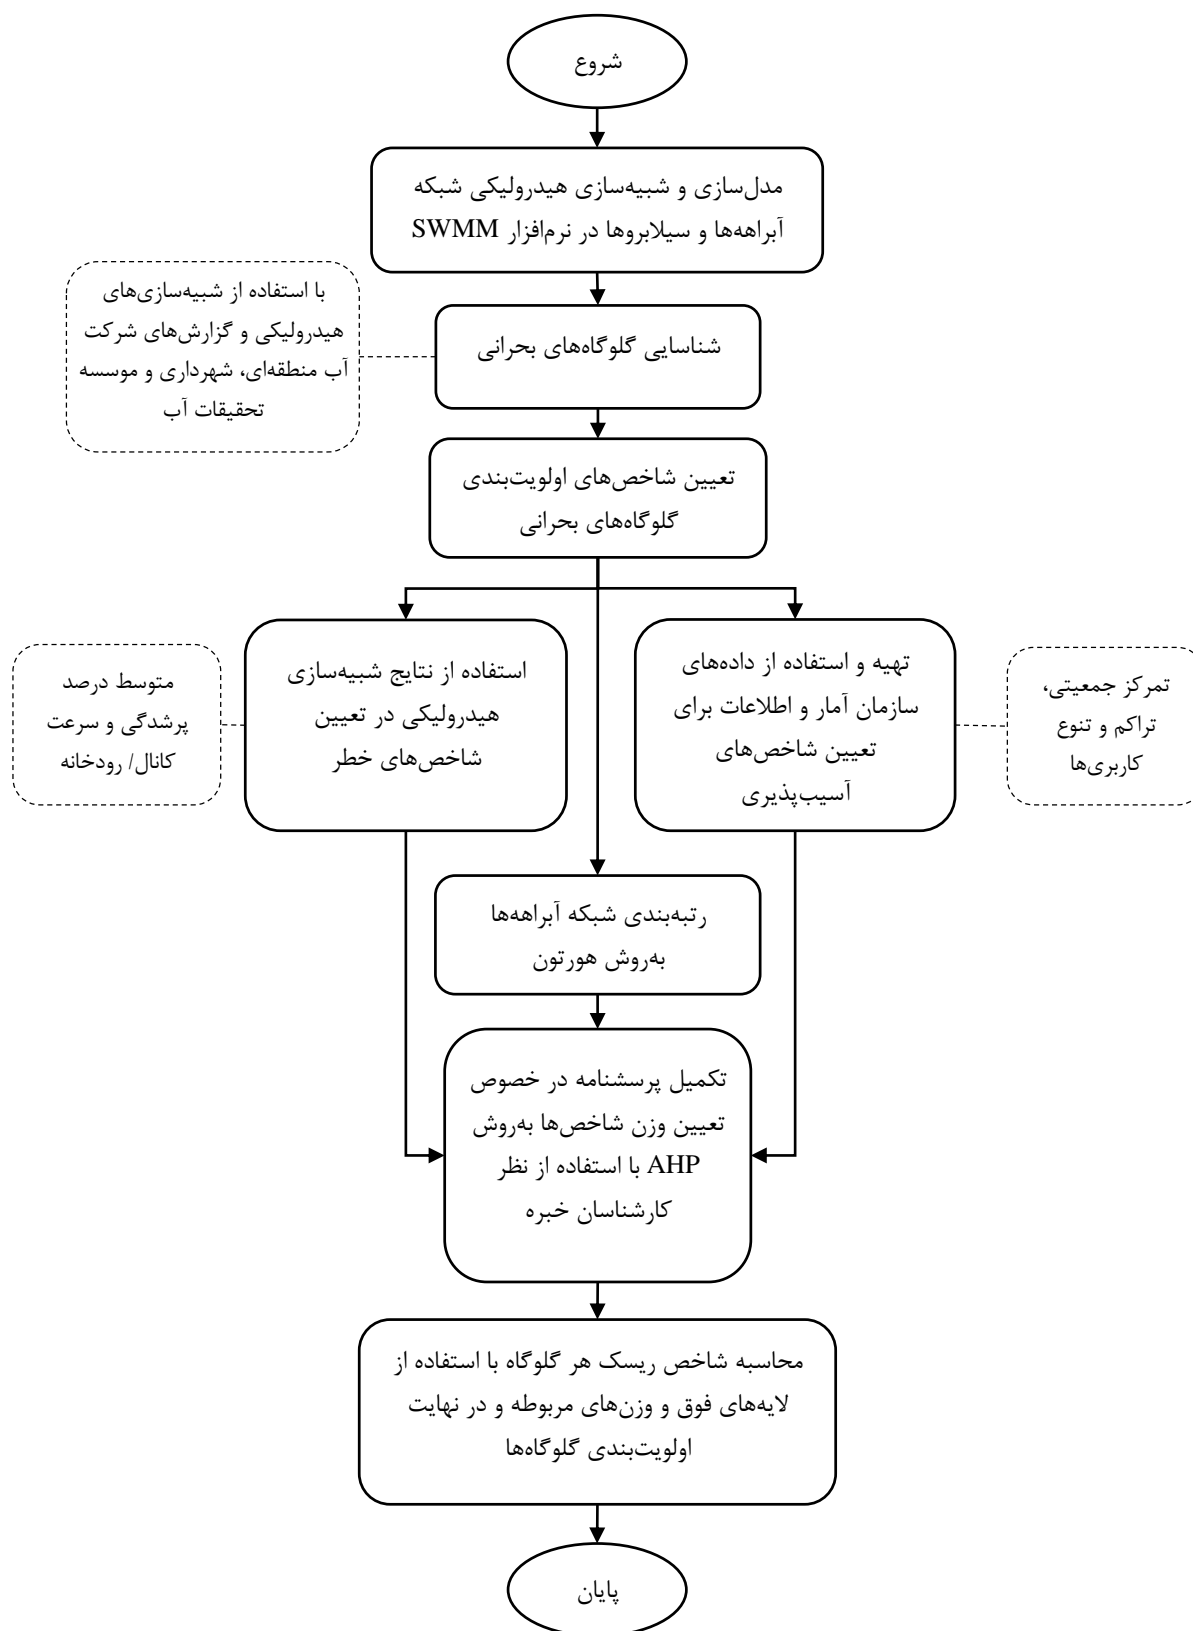 شروع
مدل‌سازی و شبیه‌سازی هیدرولیکی شبکه
آبراهه‌ها و سیلابروها در نرم‌افزار SWMM
شناسایی گلوگاه‌های بحرانی
با استفاده از شبیه‌سازی‌های
هیدرولیکی و گزارش‌های شرکت
آب منطقه‌ای، شهرداری و موسسه
تحقیقات آب
تعیین شاخص‌های اولویت‌بندی
گلوگاه‌های بحرانی
تهیه و استفاده از داده‌های
سازمان آمار و اطلاعات برای
تعیین شاخص‌های
آسیب‌پذیری
تمرکز جمعیتی،
تراکم و تنوع
کاربری‌ها
استفاده از نتایج شبیه‌سازی
هیدرولیکی در تعیین
شاخص‌های خطر
متوسط درصد
پرشدگی و سرعت
کانال/ رودخانه
رتبه‌بندی شبکه آبراهه‌ها
به‌روش هورتون
تکمیل پرسشنامه در خصوص
تعیین وزن شاخص‌ها به‌روش
AHP با استفاده از نظر
کارشناسان خبره
محاسبه شاخص ریسک هر گلوگاه با استفاده از
لایه‌های فوق و وزن‌های مربوطه و در نهایت
اولویت‌بندی گلوگاه‌ها
پایان